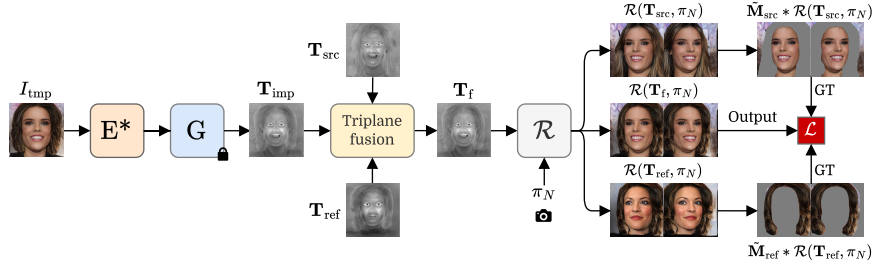 I_tmp
E*
G
T_imp
T_src
Triplane
fusion
T_ref
T_f
R
π_N
R(T_src, π_N)
R(T_f, π_N)
R(T_ref, π_N)
M̃_src * R(T_src, π_N)
GT
Output
L
GT
M̃_ref * R(T_ref, π_N)